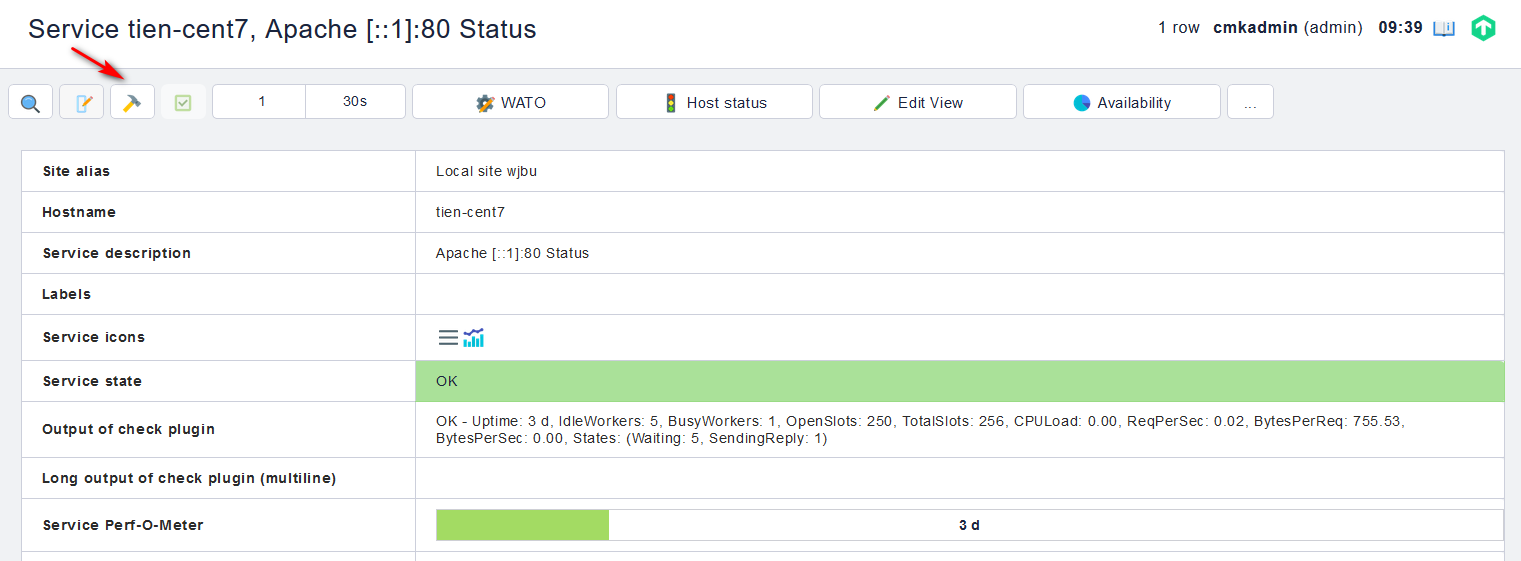 Service tien-cent7, Apache [::1]:80 Status
1 row cmkadmin (admin) 09:39
1 30s WATO Host status Edit View Availability ...
Site alias Local site wjbu
Hostname tien-cent7
Service description Apache [::1]:80 Status
Labels
Service icons
Service state OK
Output of check plugin OK - Uptime: 3 d, IdleWorkers: 5, BusyWorkers: 1, OpenSlots: 250, TotalSlots: 256, CPULoad: 0.00, ReqPerSec: 0.02, BytesPerReq: 755.53,
BytesPerSec: 0.00, States: (Waiting: 5, SendingReply: 1)
Long output of check plugin (multiline)
Service Perf-O-Meter 3 d